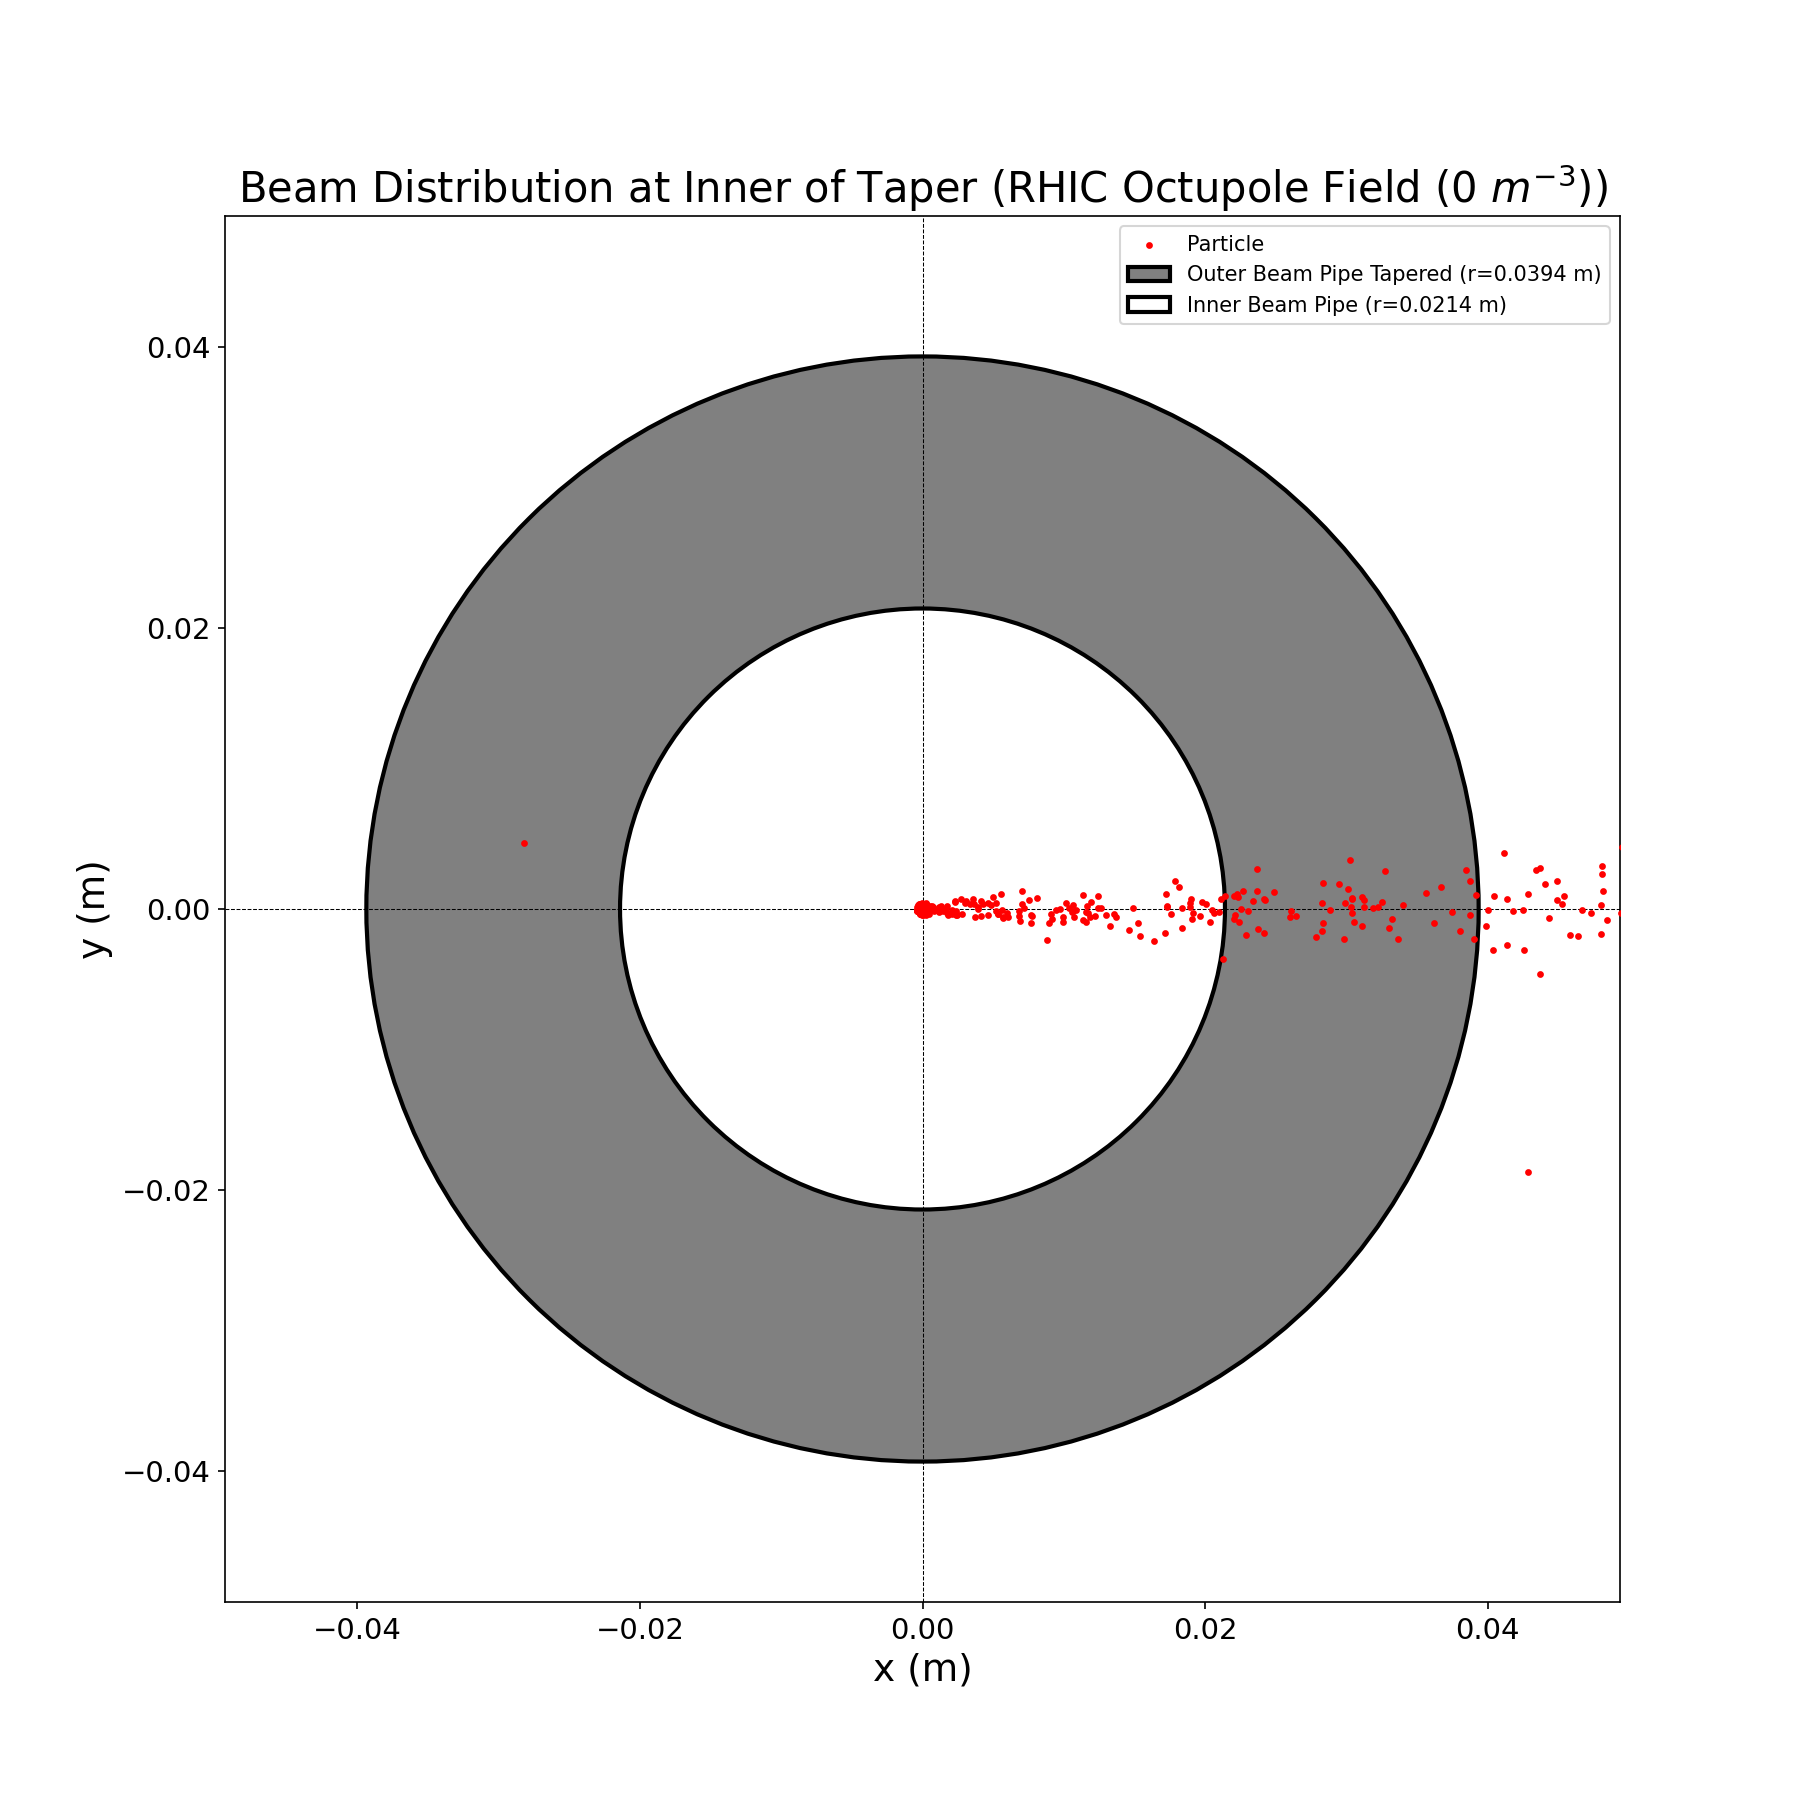 Beam Distribution at Inner of Taper (RHIC Octupole Field (0 m⁻³))
Particle
Outer Beam Pipe Tapered (r=0.0394 m)
Inner Beam Pipe (r=0.0214 m)
0.04
0.02
0.00
−0.02
−0.04
y (m)
−0.04 −0.02 0.00 0.02 0.04
x (m)